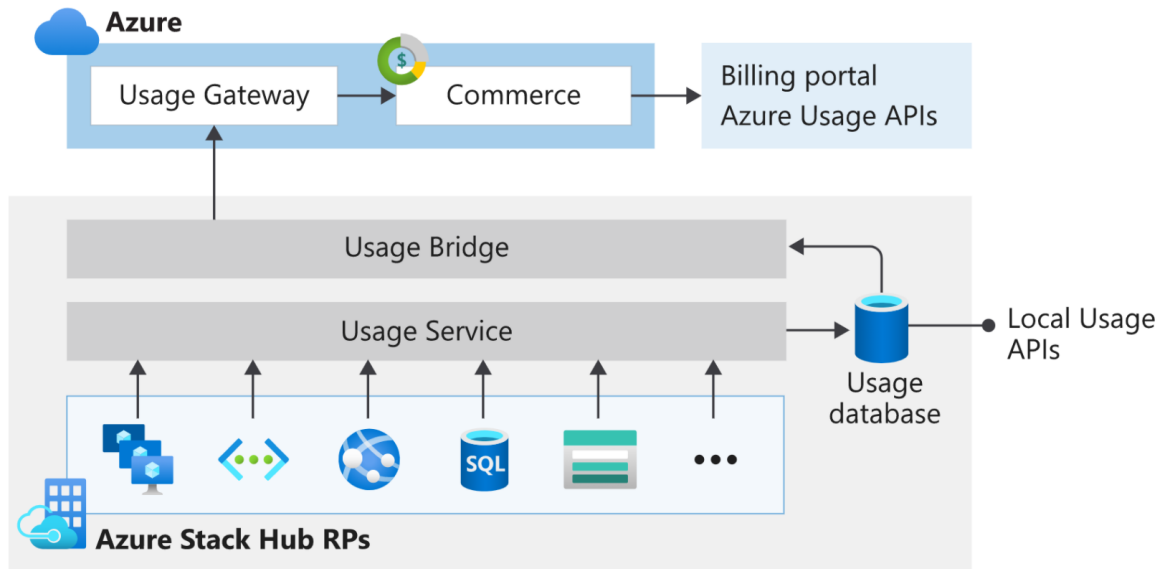 Azure
Usage Gateway
$
Commerce
Billing portal
Azure Usage APIs
Usage Bridge
Usage Service
Local Usage
APIs
Usage
database
SQL
Azure Stack Hub RPs